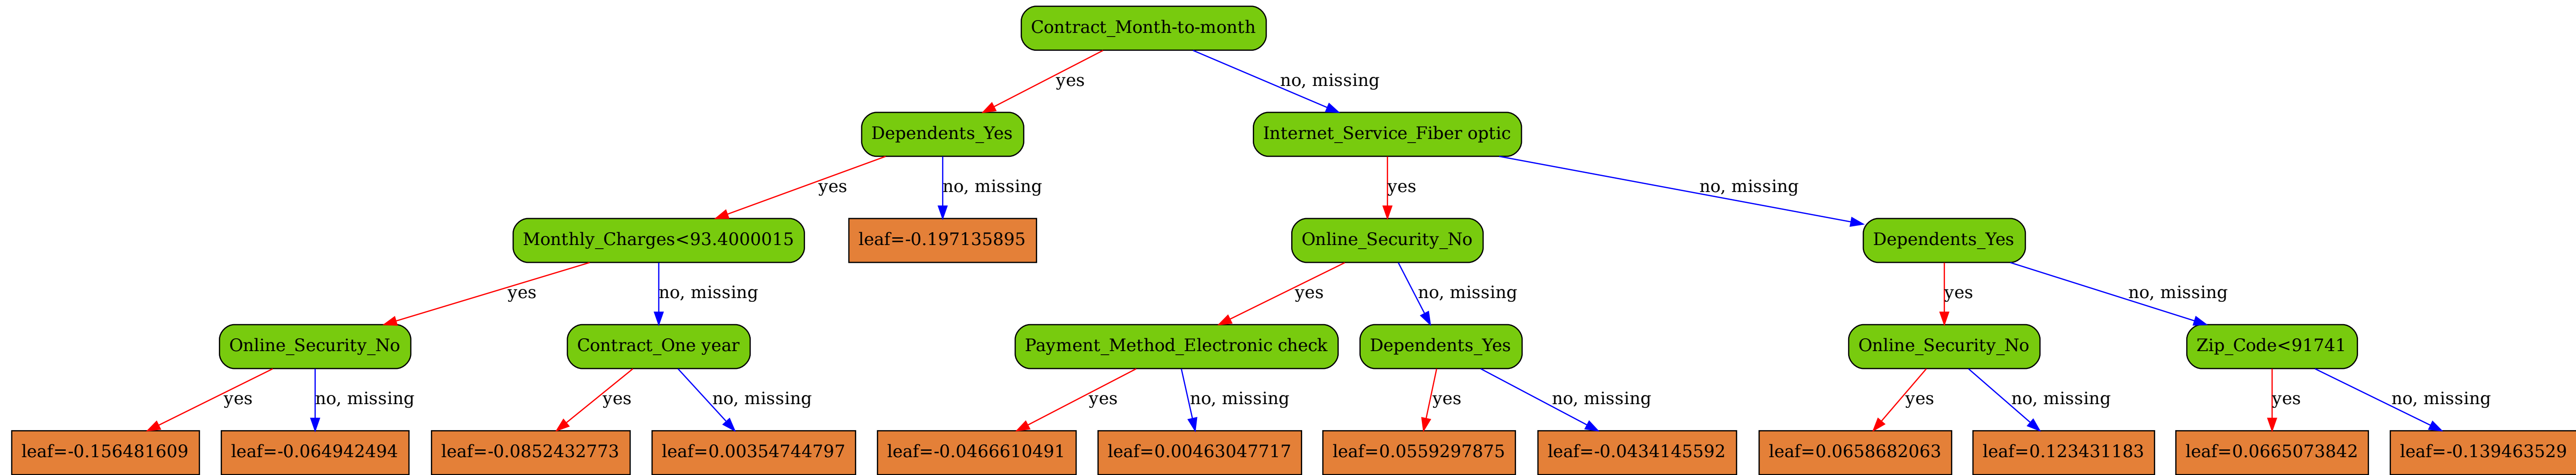 Contract_Month-to-month
yes
no, missing
Dependents_Yes
Internet_Service_Fiber optic
yes
no, missing
yes
no, missing
Monthly_Charges<93.4000015
leaf=-0.197135895
Online_Security_No
Dependents_Yes
yes
no, missing
yes
no, missing
yes
no, missing
Online_Security_No
Contract_One year
Payment_Method_Electronic check
Dependents_Yes
Online_Security_No
Zip_Code<91741
yes
no, missing
yes
no, missing
yes
no, missing
yes
no, missing
yes
no, missing
yes
no, missing
leaf=-0.156481609
leaf=-0.064942494
leaf=-0.0852432773
leaf=0.00354744797
leaf=-0.0466610491
leaf=0.00463047717
leaf=0.0559297875
leaf=-0.0434145592
leaf=0.0658682063
leaf=0.123431183
leaf=0.0665073842
leaf=-0.139463529